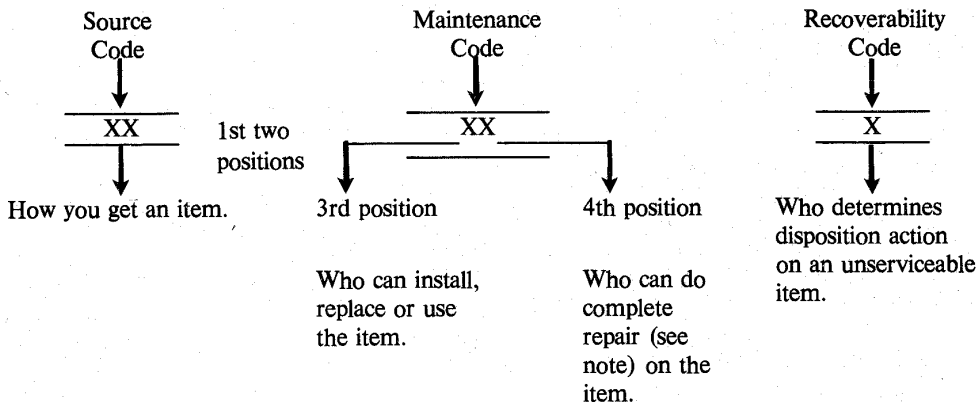 Source
Code
XX
1st two
positions
How you get an item.
Maintenance
Code
XX
3rd position
Who can install,
replace or use
the item.
4th position
Who can do
complete
repair (see
note) on the
item.
Recoverability
Code
X
Who determines
disposition action
on an unserviceable
item.